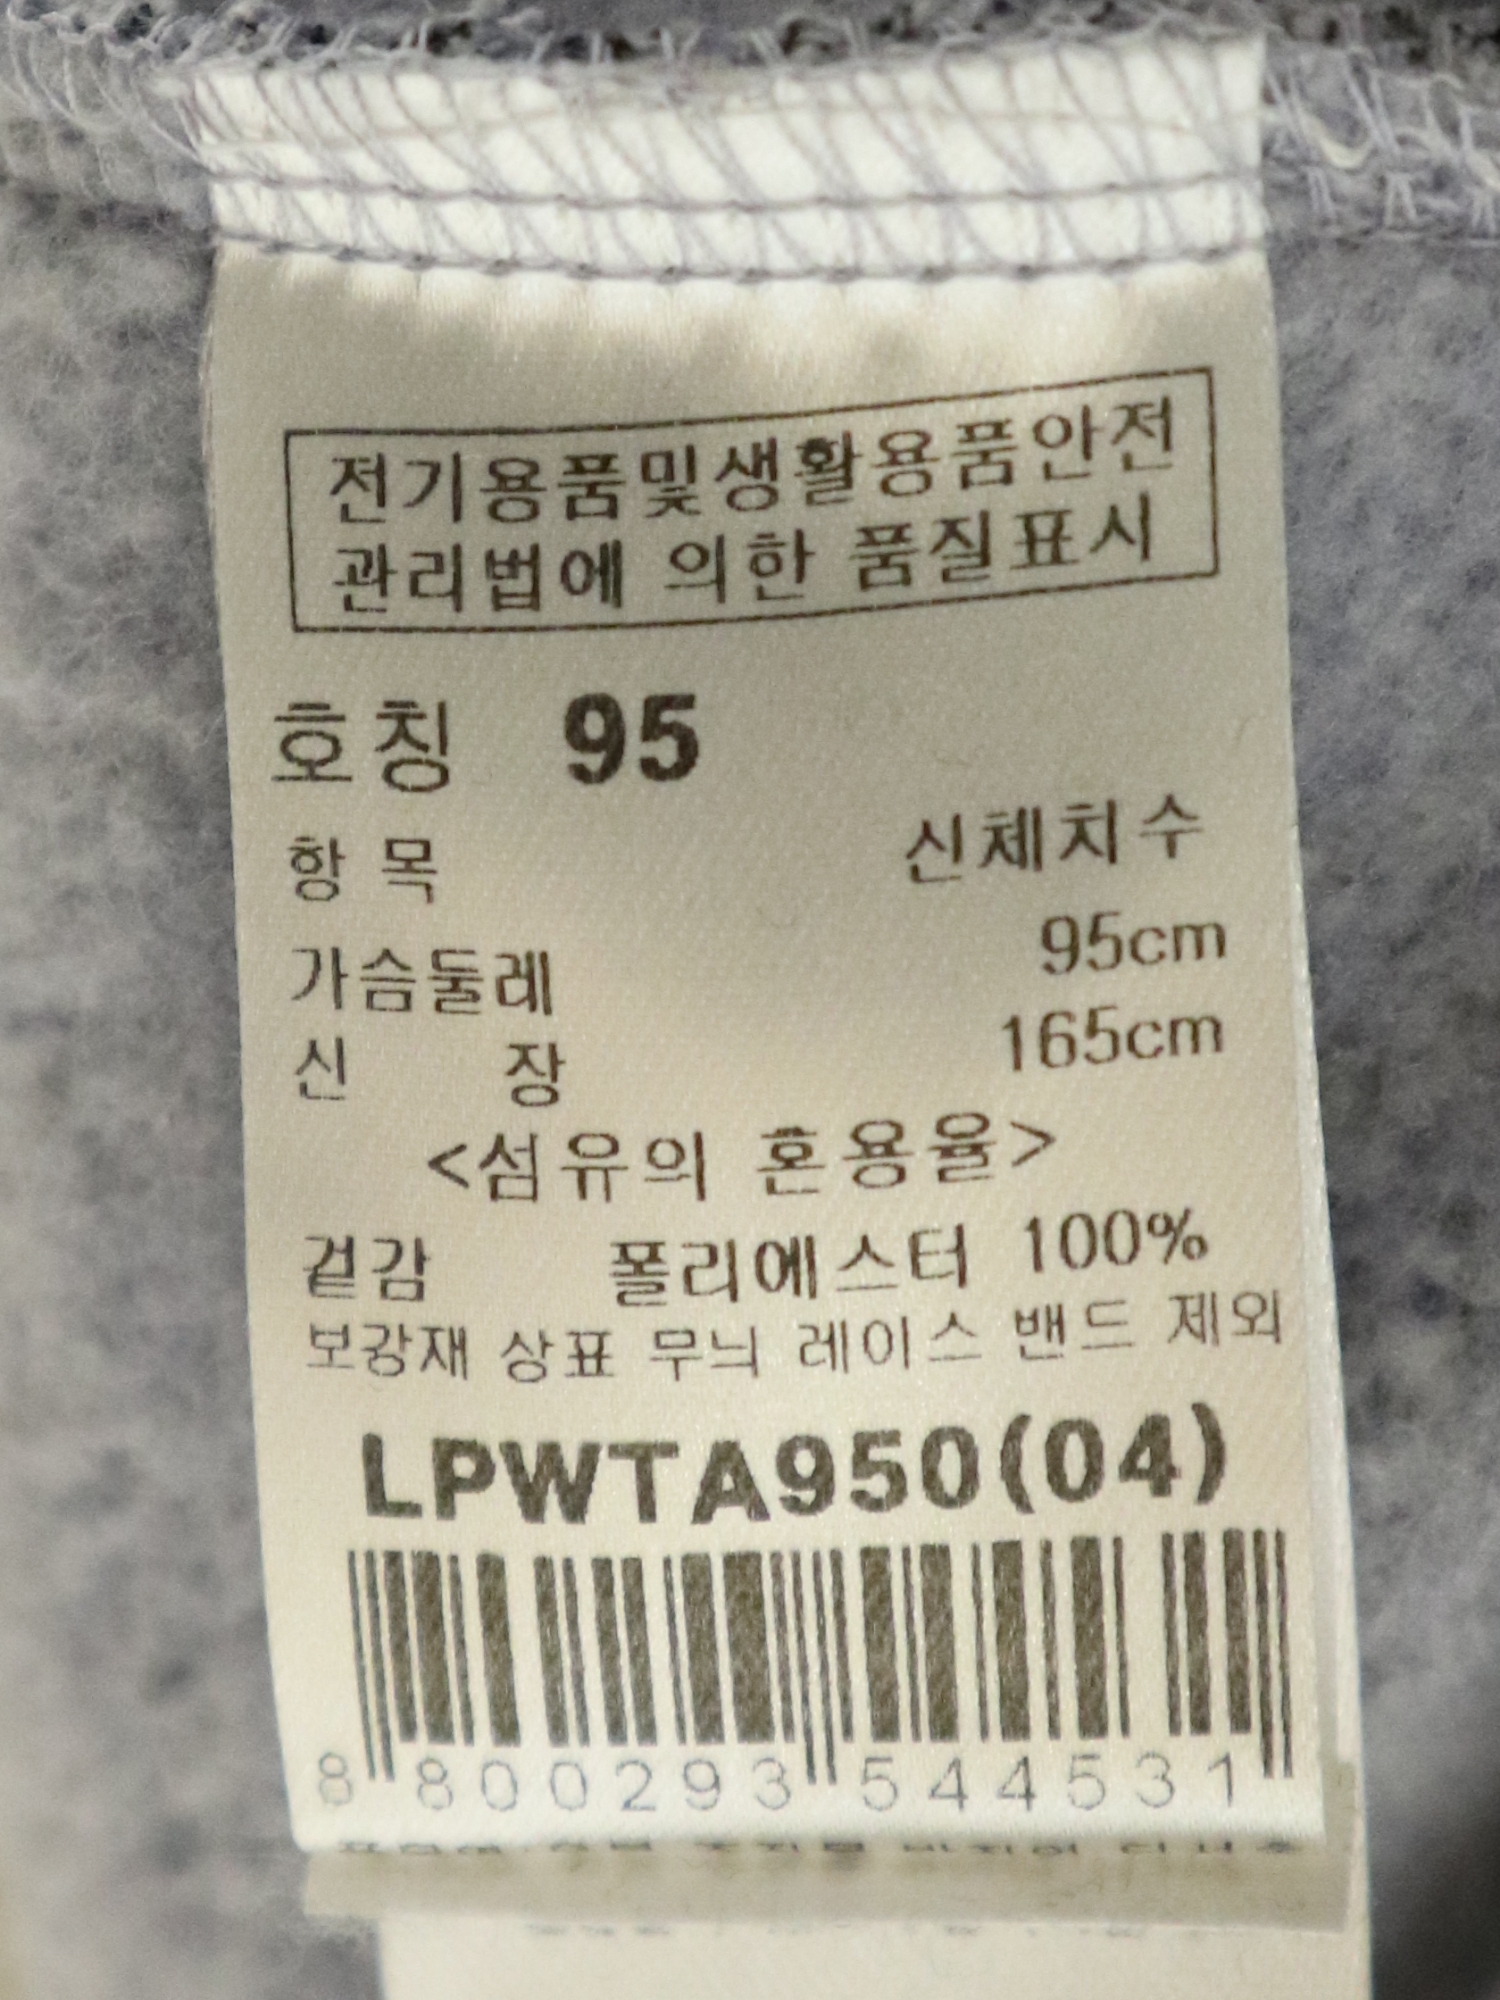 전기용품및생활용품안전
관리법에 의한 품질표시
호칭 95
항 목 신체치수
가슴둘레 95cm
신 장 165cm
<섬유의 혼용율>
겉감 폴리에스터 100%
보강재 상표 무늬 레이스 밴드 제외
LPWTA950(04)
8 800293 544531